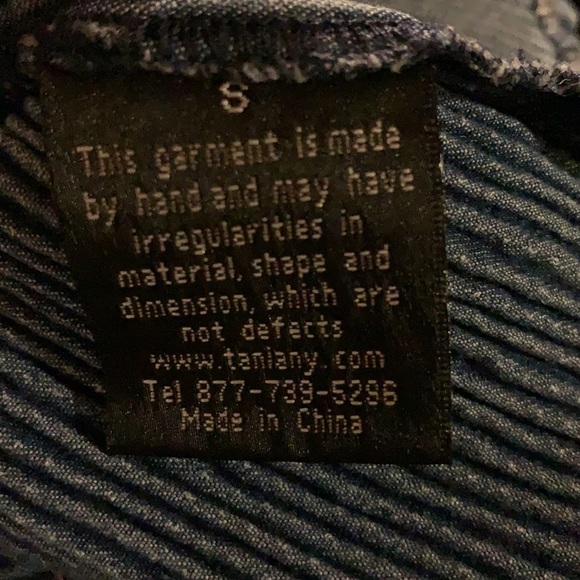 S
This garment is made
by hand and may have
irregularities in
material, shape and
dimension, which are
not defects
www.taniany.com
Tel 877-739-5296
Made in China